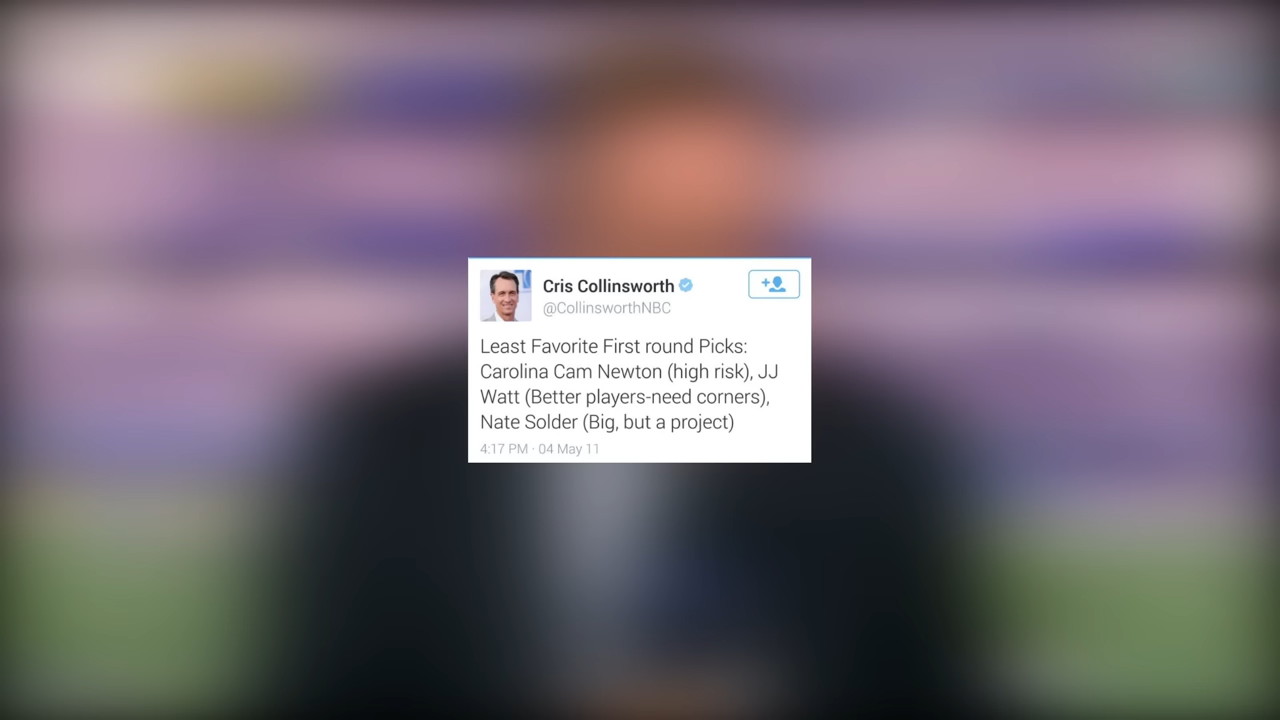 Cris Collinsworth
@CollinsworthNBC
Least Favorite First round Picks:
Carolina Cam Newton (high risk), JJ
Watt (Better players-need corners),
Nate Solder (Big, but a project)
4:17 PM · 04 May 11